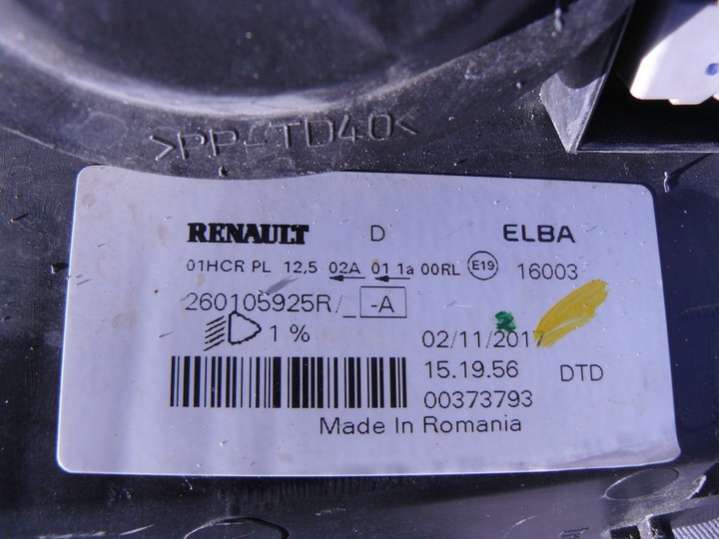 >PP-TD40<
RENAULT D ELBA
01HCR PL 12,5 02A 01 1a 00RL E19 16003
260105925R/_ -A
1 % 02/11/2017
15.19.56 DTD
00373793
Made In Romania